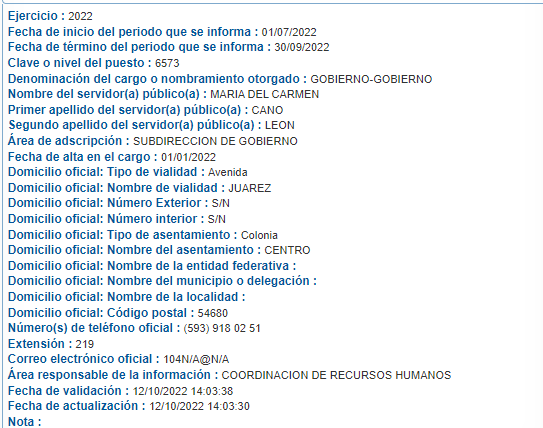 Ejercicio : 2022
Fecha de inicio del periodo que se informa : 01/07/2022
Fecha de término del periodo que se informa : 30/09/2022
Clave o nivel del puesto : 6573
Denominación del cargo o nombramiento otorgado : GOBIERNO-GOBIERNO
Nombre del servidor(a) público(a) : MARIA DEL CARMEN
Primer apellido del servidor(a) público(a) : CANO
Segundo apellido del servidor(a) público(a) : LEON
Área de adscripción : SUBDIRECCION DE GOBIERNO
Fecha de alta en el cargo : 01/01/2022
Domicilio oficial: Tipo de vialidad : Avenida
Domicilio oficial: Nombre de vialidad : JUAREZ
Domicilio oficial: Número Exterior : S/N
Domicilio oficial: Número interior : S/N
Domicilio oficial: Tipo de asentamiento : Colonia
Domicilio oficial: Nombre del asentamiento : CENTRO
Domicilio oficial: Nombre de la entidad federativa :
Domicilio oficial: Nombre del municipio o delegación :
Domicilio oficial: Nombre de la localidad :
Domicilio oficial: Código postal : 54680
Número(s) de teléfono oficial : (593) 918 02 51
Extensión : 219
Correo electrónico oficial : 104N/A@N/A
Área responsable de la información : COORDINACION DE RECURSOS HUMANOS
Fecha de validación : 12/10/2022 14:03:38
Fecha de actualización : 12/10/2022 14:03:30
Nota :